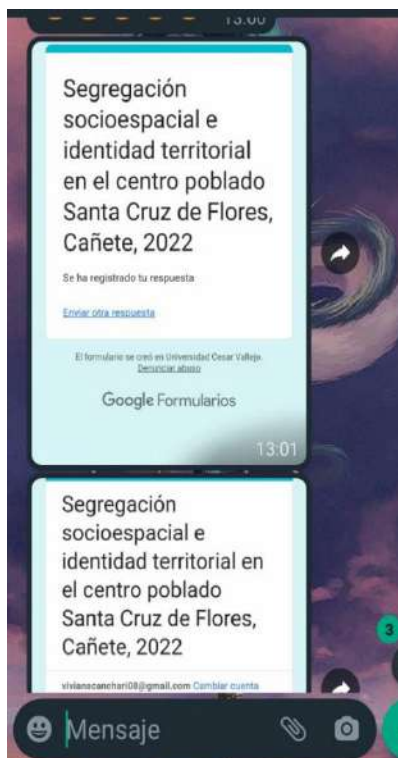 13:00
Segregación
socioespacial e
identidad territorial
en el centro poblado
Santa Cruz de Flores,
Cañete, 2022
Se ha registrado tu respuesta
Enviar otra respuesta
El formulario se creó en Universidad Cesar Vallejo.
Denunciar abuso
Google Formularios
13:01
Segregación
socioespacial e
identidad territorial en
el centro poblado
Santa Cruz de Flores,
Cañete, 2022
vivianscanchari08@gmail.com Cambiar cuenta
3
Mensaje